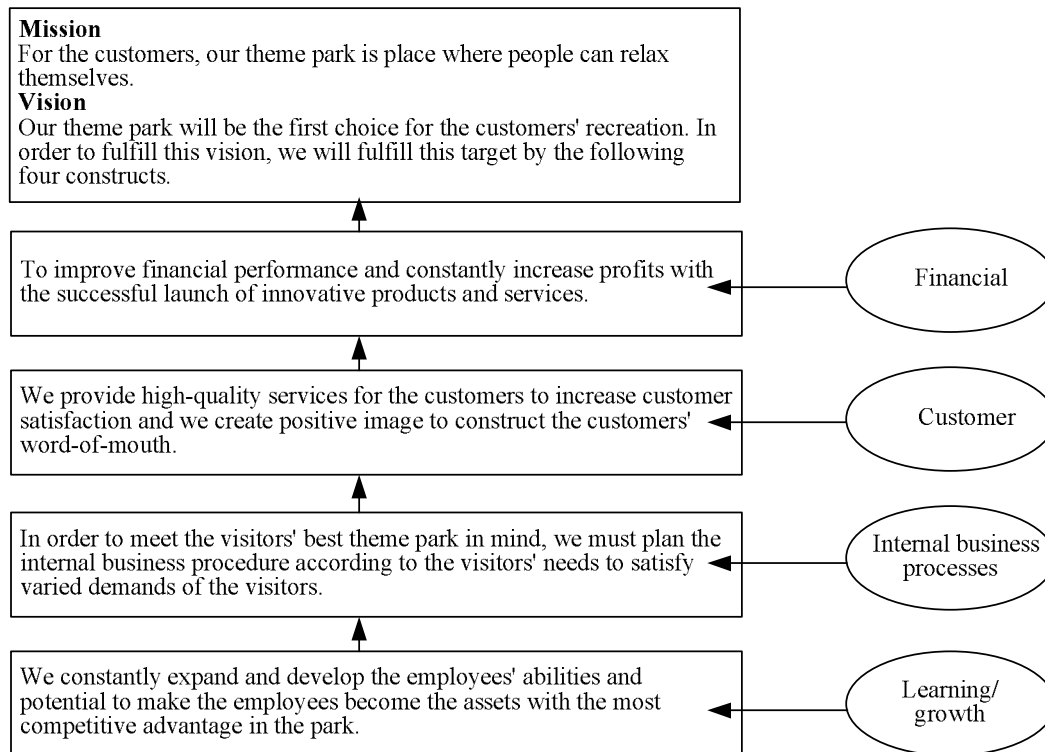 Mission
For the customers, our theme park is place where people can relax
themselves.
Vision
Our theme park will be the first choice for the customers' recreation. In
order to fulfill this vision, we will fulfill this target by the following
four constructs.
To improve financial performance and constantly increase profits with
the successful launch of innovative products and services.
Financial
We provide high-quality services for the customers to increase customer
satisfaction and we create positive image to construct the customers'
word-of-mouth.
Customer
In order to meet the visitors' best theme park in mind, we must plan the
internal business procedure according to the visitors' needs to satisfy
varied demands of the visitors.
Internal business
processes
We constantly expand and develop the employees' abilities and
potential to make the employees become the assets with the most
competitive advantage in the park.
Learning/
growth